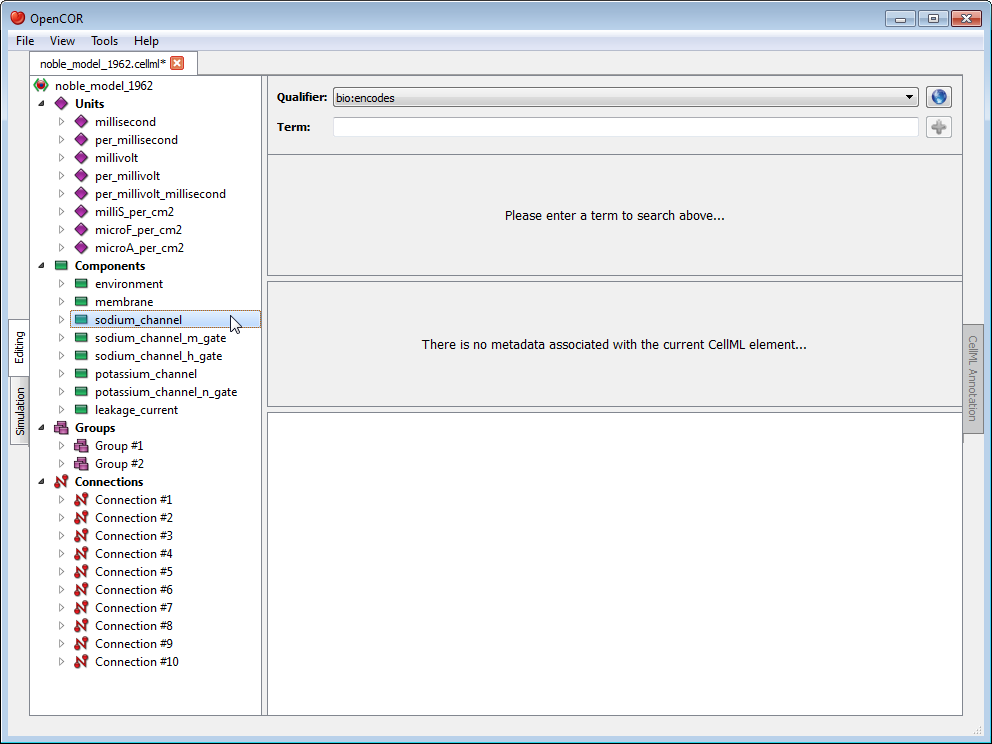 OpenCOR
File View Tools Help
noble_model_1962.cellml*
noble_model_1962
Units
millisecond
per_millisecond
millivolt
per_millivolt
per_millivolt_millisecond
milliS_per_cm2
microF_per_cm2
microA_per_cm2
Components
environment
membrane
sodium_channel
sodium_channel_m_gate
sodium_channel_h_gate
potassium_channel
potassium_channel_n_gate
leakage_current
Groups
Group #1
Group #2
Connections
Connection #1
Connection #2
Connection #3
Connection #4
Connection #5
Connection #6
Connection #7
Connection #8
Connection #9
Connection #10
Editing
Simulation
Qualifier: bio:encodes
Term:
Please enter a term to search above...
There is no metadata associated with the current CellML element...
CellML Annotation